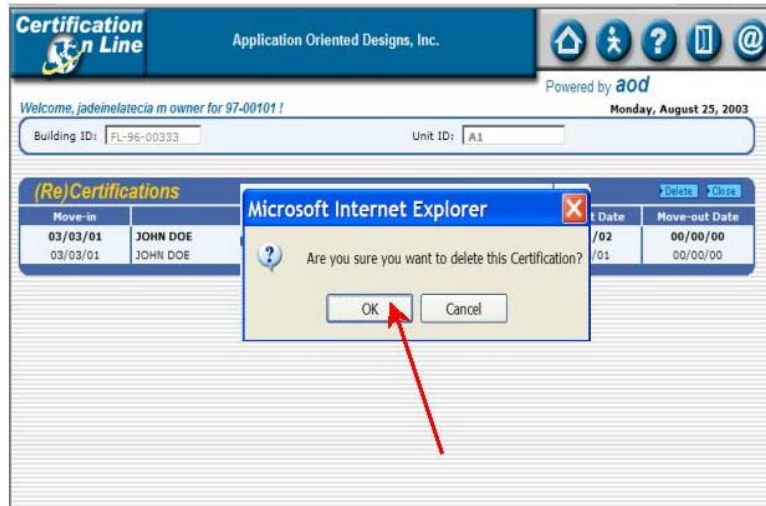 Certification
On Line
Application Oriented Designs, Inc.
? @
Powered by aod
Welcome, jadeinelatecia m owner for 97-00101 !
Monday, August 25, 2003
Building ID: FL-96-00333 Unit ID: A1
(Re)Certifications Delete Close
Move-in t Date Move-out Date
03/03/01 JOHN DOE /02 00/00/00
03/03/01 JOHN DOE /01 00/00/00
Microsoft Internet Explorer
Are you sure you want to delete this Certification?
OK Cancel